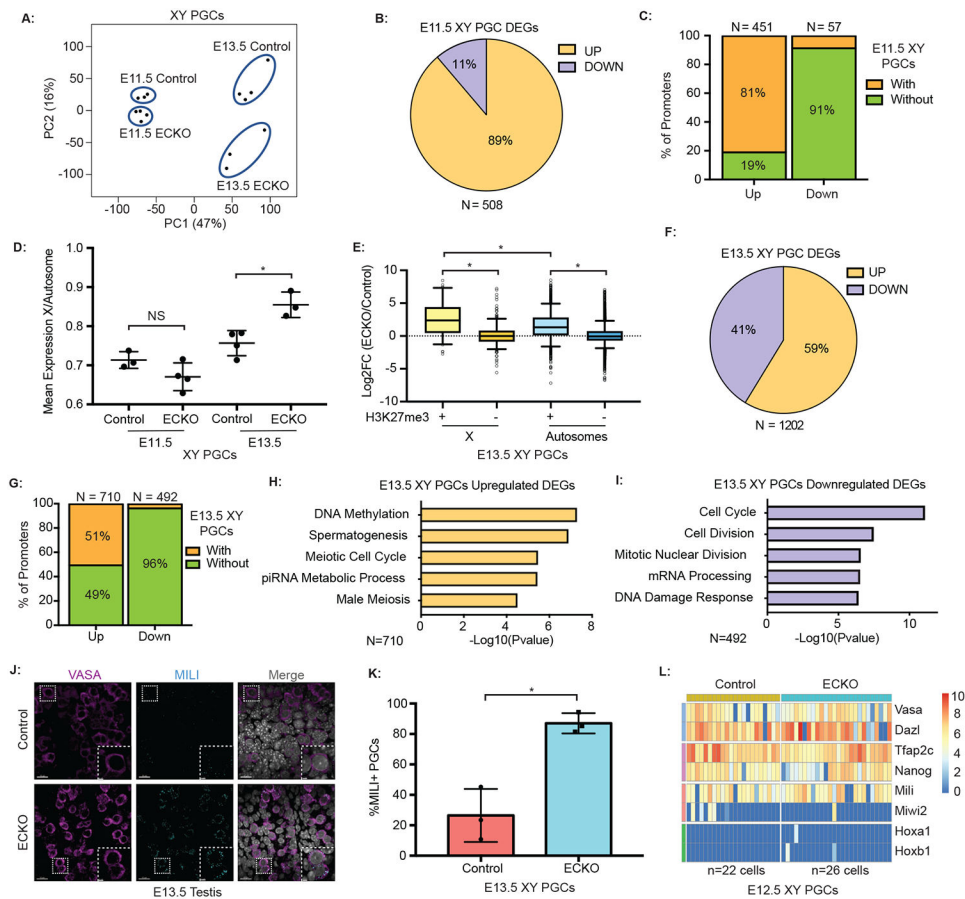 A:
XY PGCs
PC2 (16%)
100
50
0
-50
-100
E11.5 Control
E11.5 ECKO
E13.5 Control
E13.5 ECKO
-100 -50 0 50 100
PC1 (47%)
B:
E11.5 XY PGC DEGs
UP
DOWN
11%
89%
N = 508
C:
N = 451 N = 57
% of Promoters
100
80
60
40
20
0
81%
19%
91%
Up Down
E11.5 XY
PGCs
With
Without
D:
Mean Expression X/Autosome
1.0
0.9
0.8
0.7
0.6
NS
*
Control ECKO Control ECKO
E11.5 E13.5
XY PGCs
E:
Log2FC (ECKO/Control)
10
5
0
-5
-10
*
* *
H3K27me3 + - + -
X Autosomes
E13.5 XY PGCs
F:
E13.5 XY PGC DEGs
UP
DOWN
41%
59%
N = 1202
G:
N = 710 N = 492
% of Promoters
100
80
60
40
20
0
51%
49%
96%
Up Down
E13.5 XY
PGCs
With
Without
H:
E13.5 XY PGCs Upregulated DEGs
DNA Methylation
Spermatogenesis
Meiotic Cell Cycle
piRNA Metabolic Process
Male Meiosis
0 2 4 6 8
N=710
-Log10(Pvalue)
I:
E13.5 XY PGCs Downregulated DEGs
Cell Cycle
Cell Division
Mitotic Nuclear Division
mRNA Processing
DNA Damage Response
0 5 10
N=492
-Log10(Pvalue)
J:
VASA MILI Merge
Control
ECKO
E13.5 Testis
K:
%MILI+ PGCs
100
80
60
40
20
0
*
Control ECKO
E13.5 XY PGCs
L:
Control ECKO
Vasa
Dazl
Tfap2c
Nanog
Mili
Miwi2
Hoxa1
Hoxb1
10
8
6
4
2
0
n=22 cells n=26 cells
E12.5 XY PGCs